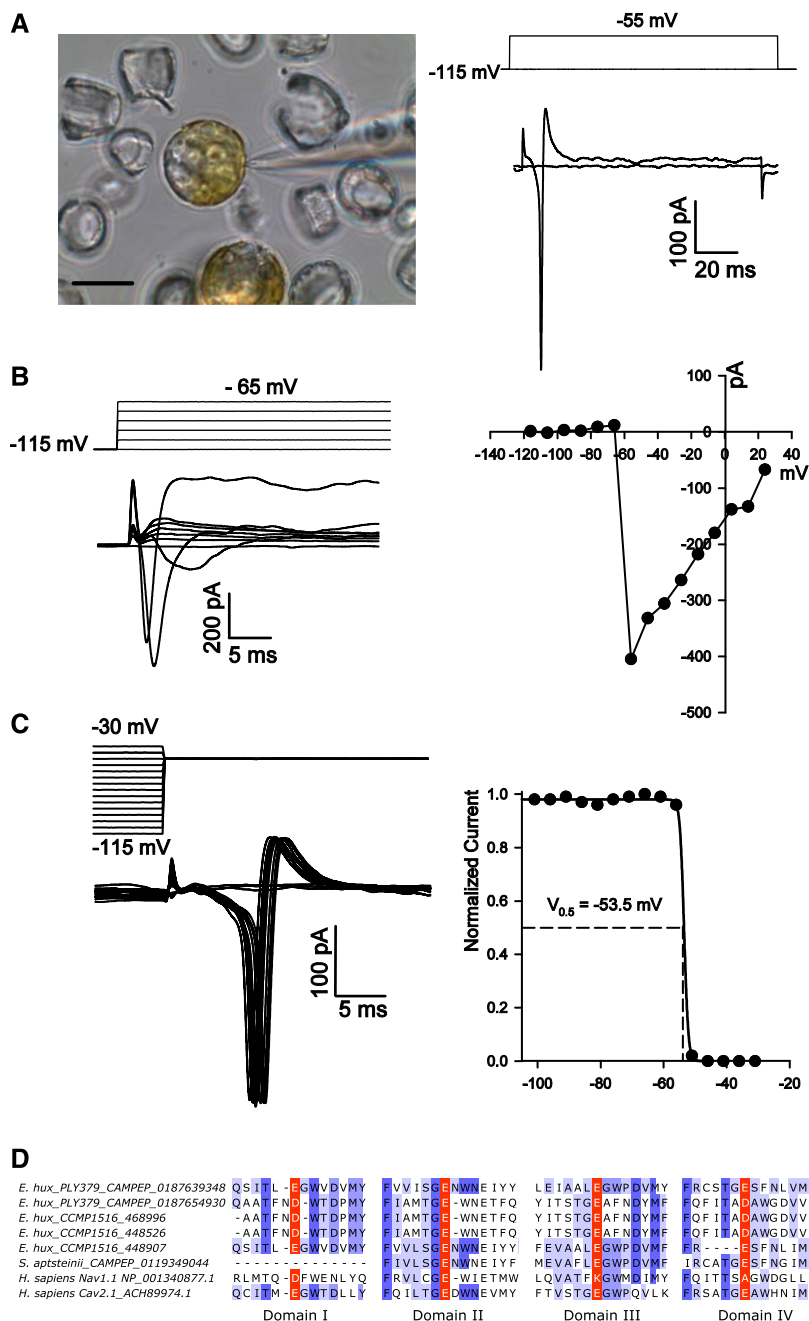 A
-55 mV
-115 mV
100 pA
20 ms
B
- 65 mV
-115 mV
200 pA
5 ms
pA
100
0
-100
-200
-300
-400
-500
-140 -120 -100 -80 -60 -40 -20 0 20 40
mV
C
-30 mV
-115 mV
100 pA
5 ms
Normalized Current
1.0
0.8
0.6
0.4
0.2
0.0
V0.5 = -53.5 mV
-100 -80 -60 -40 -20
D
E. hux_PLY379_CAMPEP_0187639348 QSITL-EGWVDVMY FVVISGENWNEIYY LEIAALEGWPDVMY FRCSTGESFNLVM
E. hux_PLY379_CAMPEP_0187654930 QAATFND-WTDPMY FIAMTGE-WNETFQ YITSTGEAFNDYMF FQFITADAWGDVV
E. hux_CCMP1516_468996 -AATFND-WTDPMY FIAMTGE-WNETFQ YITSTGEAFNDYMF FQFITADAWGDVV
E. hux_CCMP1516_448526 -AATFND-WTDPMY FIAMTGE-WNETFQ YITSTGEAFNDYMF FQFITADAWGDVV
E. hux_CCMP1516_448907 QSITL-EGWVDVMY FVVLSGENWNEIYY FEVAALEGWPDVMY FR----ESFNLIM
S. aptsteinii_CAMPEP_0119349044 -------------- FVVLSGENWNEIYF MEVAFLEGWPDVMY IRCATGESFNGIM
H. sapiens Nav1.1 NP_001340877.1 RLMTQ-DFWENLYQ FRVLCGE-WIETMW LQVATFKGWMDIMY FQITTSAGWDGLL
H. sapiens Cav2.1_ACH89974.1 QCITM-EGWTDLLY FQILTGEDWNEVMY FTVSTGEGWPQVLK FRSATGEAWHNIM
Domain I Domain II Domain III Domain IV